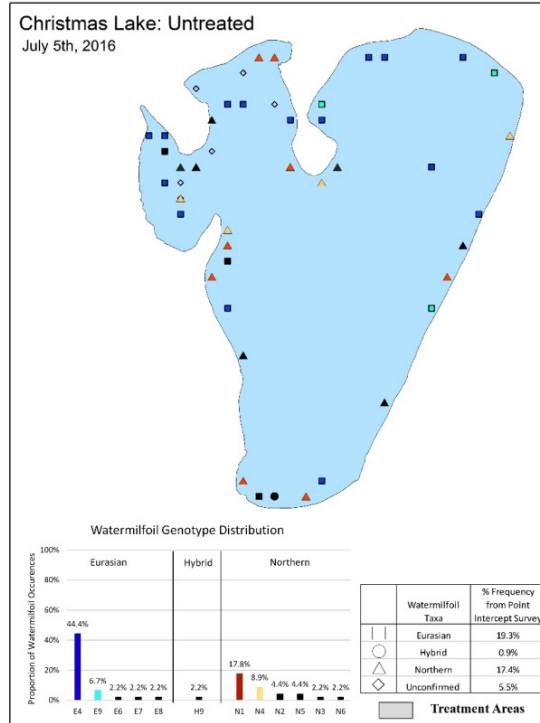 Christmas Lake: Untreated
July 5th, 2016
Watermilfoil Genotype Distribution
Proportion of Watermilfoil Occurences
100%
80%
60%
40%
20%
0%
Eurasian
Hybrid
Northern
44.4%
6.7%
2.2%
2.2%
2.2%
2.2%
17.8%
8.9%
4.4%
4.4%
2.2%
2.2%
E4 E9 E6 E7 E8 H9 N1 N4 N2 N5 N3 N6
Watermilfoil Taxa
% Frequency from Point Intercept Survey
Eurasian 19.3%
Hybrid 0.9%
Northern 17.4%
Unconfirmed 5.5%
Treatment Areas